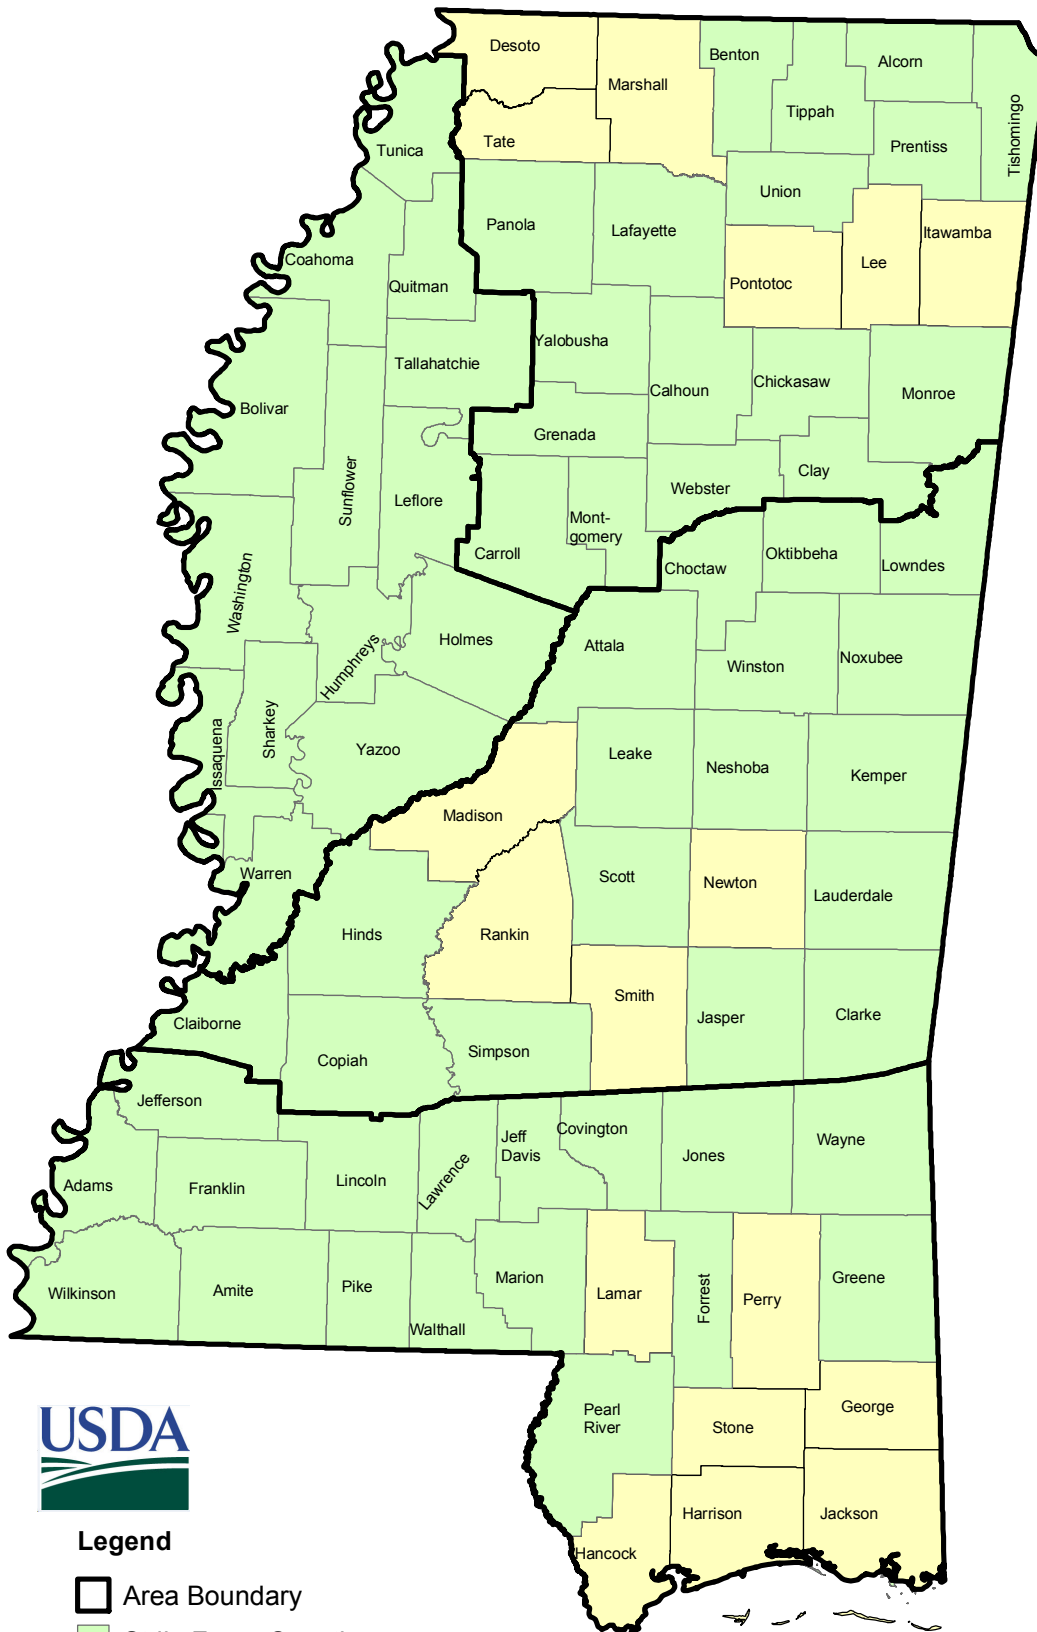 Desoto
Marshall
Benton
Tippah
Alcorn
Tishomingo
Prentiss
Tunica
Tate
Union
Panola
Lafayette
Pontotoc
Lee
Itawamba
Coahoma
Quitman
Yalobusha
Tallahatchie
Calhoun
Chickasaw
Monroe
Bolivar
Grenada
Sunflower
Leflore
Webster
Clay
Carroll
Mont-
gomery
Choctaw
Oktibbeha
Lowndes
Washington
Humphreys
Holmes
Attala
Winston
Noxubee
Issaquena
Sharkey
Yazoo
Leake
Neshoba
Kemper
Madison
Warren
Scott
Newton
Lauderdale
Hinds
Rankin
Smith
Jasper
Clarke
Claiborne
Copiah
Simpson
Jefferson
Jeff
Davis
Covington
Jones
Wayne
Adams
Franklin
Lincoln
Lawrence
Wilkinson
Amite
Pike
Walthall
Marion
Lamar
Forrest
Perry
Greene
Pearl
River
Stone
George
Hancock
Harrison
Jackson
USDA
Legend
Area Boundary